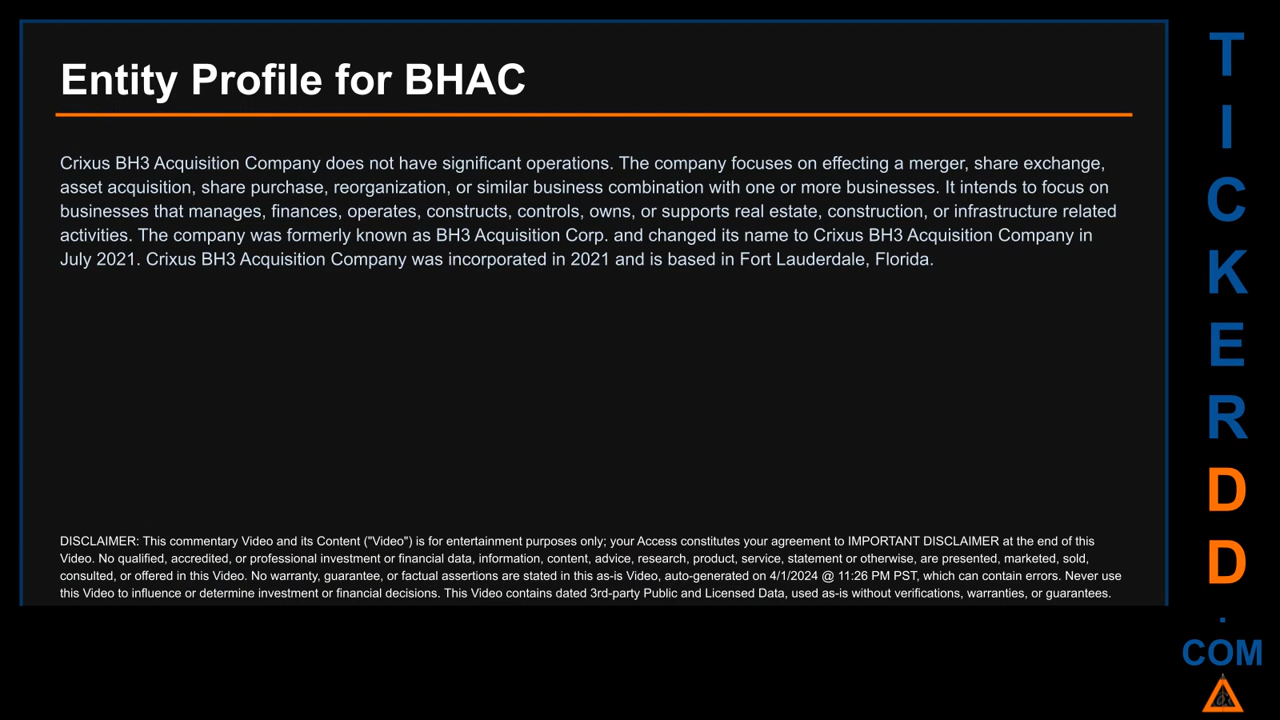 Entity Profile for BHAC
Crixus BH3 Acquisition Company does not have significant operations. The company focuses on effecting a merger, share exchange,
asset acquisition, share purchase, reorganization, or similar business combination with one or more businesses. It intends to focus on
businesses that manages, finances, operates, constructs, controls, owns, or supports real estate, construction, or infrastructure related
activities. The company was formerly known as BH3 Acquisition Corp. and changed its name to Crixus BH3 Acquisition Company in
July 2021. Crixus BH3 Acquisition Company was incorporated in 2021 and is based in Fort Lauderdale, Florida.
DISCLAIMER: This commentary Video and its Content ("Video") is for entertainment purposes only; your Access constitutes your agreement to IMPORTANT DISCLAIMER at the end of this
Video. No qualified, accredited, or professional investment or financial data, information, content, advice, research, product, service, statement or otherwise, are presented, marketed, sold,
consulted, or offered in this Video. No warranty, guarantee, or factual assertions are stated in this as-is Video, auto-generated on 4/1/2024 @ 11:26 PM PST, which can contain errors. Never use
this Video to influence or determine investment or financial decisions. This Video contains dated 3rd-party Public and Licensed Data, used as-is without verifications, warranties, or guarantees.
T
I
C
K
E
R
D
D
.
COM